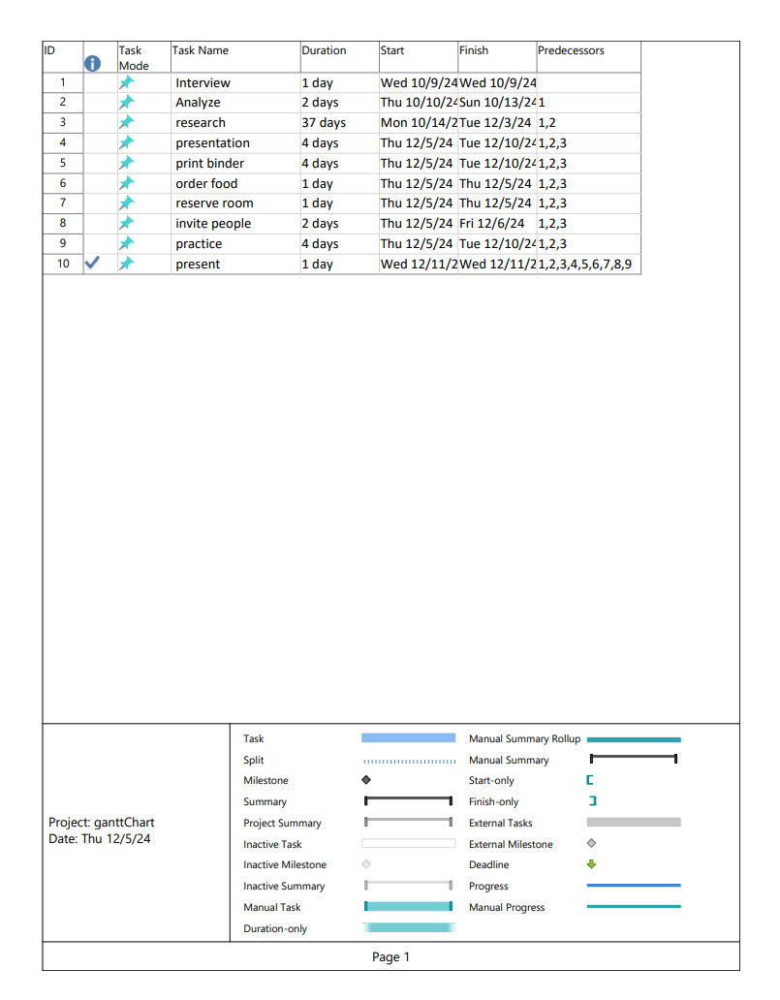 ID Task Mode Task Name Duration Start Finish Predecessors
1 Interview 1 day Wed 10/9/24 Wed 10/9/24
2 Analyze 2 days Thu 10/10/24 Sun 10/13/24 1
3 research 37 days Mon 10/14/2 Tue 12/3/24 1,2
4 presentation 4 days Thu 12/5/24 Tue 12/10/24 1,2,3
5 print binder 4 days Thu 12/5/24 Tue 12/10/24 1,2,3
6 order food 1 day Thu 12/5/24 Thu 12/5/24 1,2,3
7 reserve room 1 day Thu 12/5/24 Thu 12/5/24 1,2,3
8 invite people 2 days Thu 12/5/24 Fri 12/6/24 1,2,3
9 practice 4 days Thu 12/5/24 Tue 12/10/24 1,2,3
10 present 1 day Wed 12/11/2 Wed 12/11/2 1,2,3,4,5,6,7,8,9
Project: ganttChart
Date: Thu 12/5/24
Task
Split
Milestone
Summary
Project Summary
Inactive Task
Inactive Milestone
Inactive Summary
Manual Task
Duration-only
Manual Summary Rollup
Manual Summary
Start-only
Finish-only
External Tasks
External Milestone
Deadline
Progress
Manual Progress
Page 1